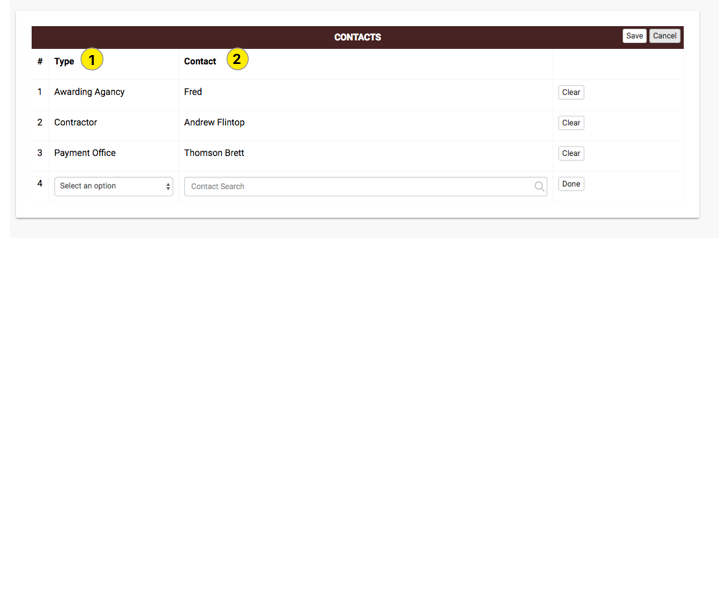 CONTACTS Save Cancel
# Type 1 Contact 2
1 Awarding Agancy Fred Clear
2 Contractor Andrew Flintop Clear
3 Payment Office Thomson Brett Clear
4 Select an option Contact Search Done